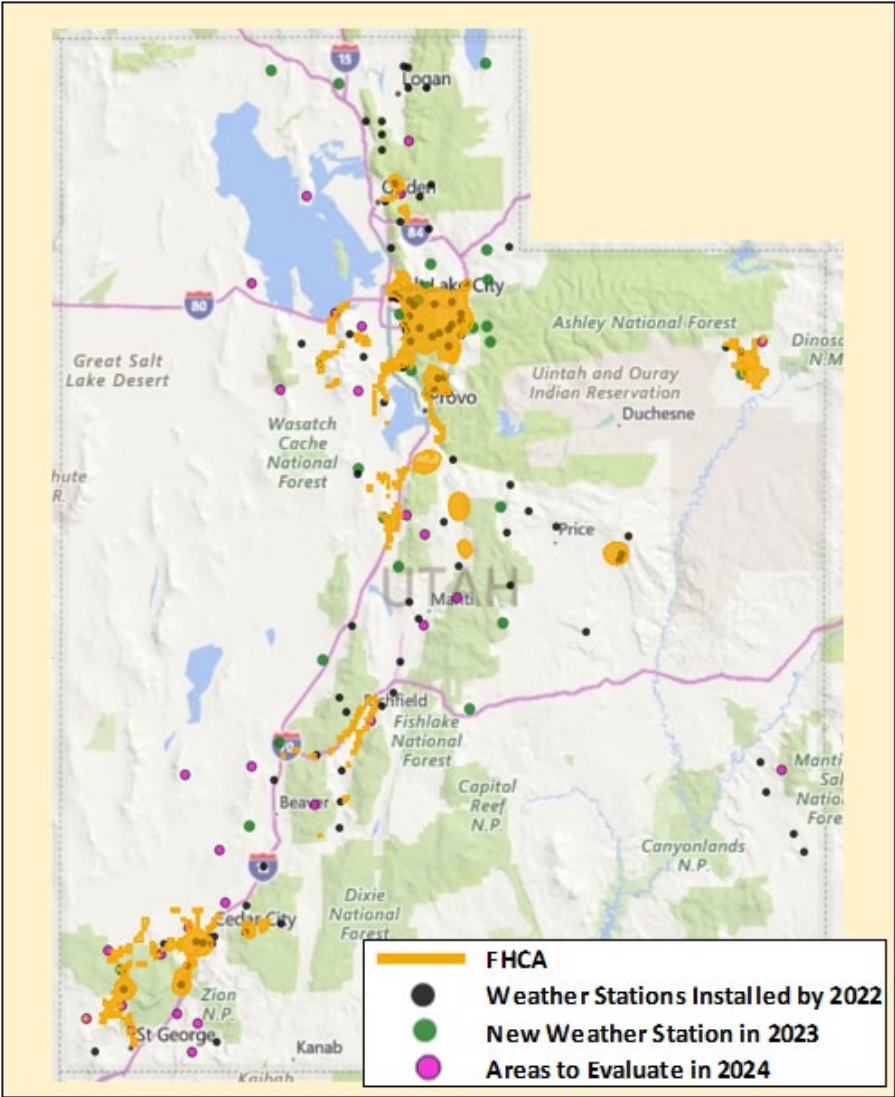 15
Logan
Ogden
84
Salt Lake City
80
Ashley National Forest
Great Salt
Lake Desert
Uintah and Ouray
Indian Reservation
Duchesne
Provo
Wasatch
Cache
National
Forest
hute
R.
Price
UTAH
Manti
Richfield
Fishlake
National
Forest
Capitol
Reef
N.P.
Beaver
Manti
Sal
Natio
Fore
Canyonlands
N.P.
Dixie
National
Forest
Cedar City
Zion
N.P.
St George
Kanab
Kaibab
FHCA
Weather Stations Installed by 2022
New Weather Station in 2023
Areas to Evaluate in 2024